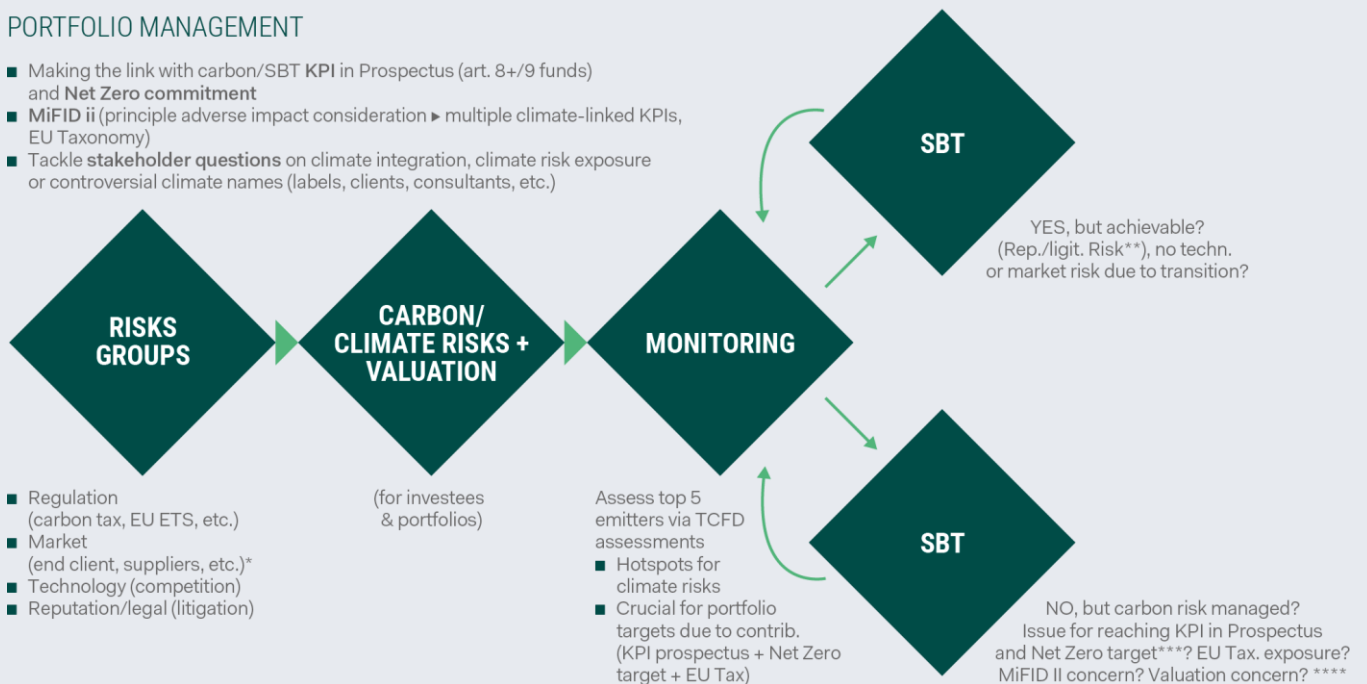 PORTFOLIO MANAGEMENT
■ Making the link with carbon/SBT KPI in Prospectus (art. 8+/9 funds)
and Net Zero commitment
■ MiFID ii (principle adverse impact consideration ▸ multiple climate-linked KPIs,
EU Taxonomy)
■ Tackle stakeholder questions on climate integration, climate risk exposure
or controversial climate names (labels, clients, consultants, etc.)
SBT
YES, but achievable?
(Rep./ligit. Risk**), no techn.
or market risk due to transition?
RISKS
GROUPS
CARBON/
CLIMATE RISKS +
VALUATION
MONITORING
■ Regulation
(carbon tax, EU ETS, etc.)
■ Market
(end client, suppliers, etc.)*
■ Technology (competition)
■ Reputation/legal (litigation)
(for investees
& portfolios)
Assess top 5
emitters via TCFD
assessments
■ Hotspots for
climate risks
■ Crucial for portfolio
targets due to contrib.
(KPI prospectus + Net Zero
target + EU Tax)
SBT
NO, but carbon risk managed?
Issue for reaching KPI in Prospectus
and Net Zero target***? EU Tax. exposure?
MiFID II concern? Valuation concern? ****